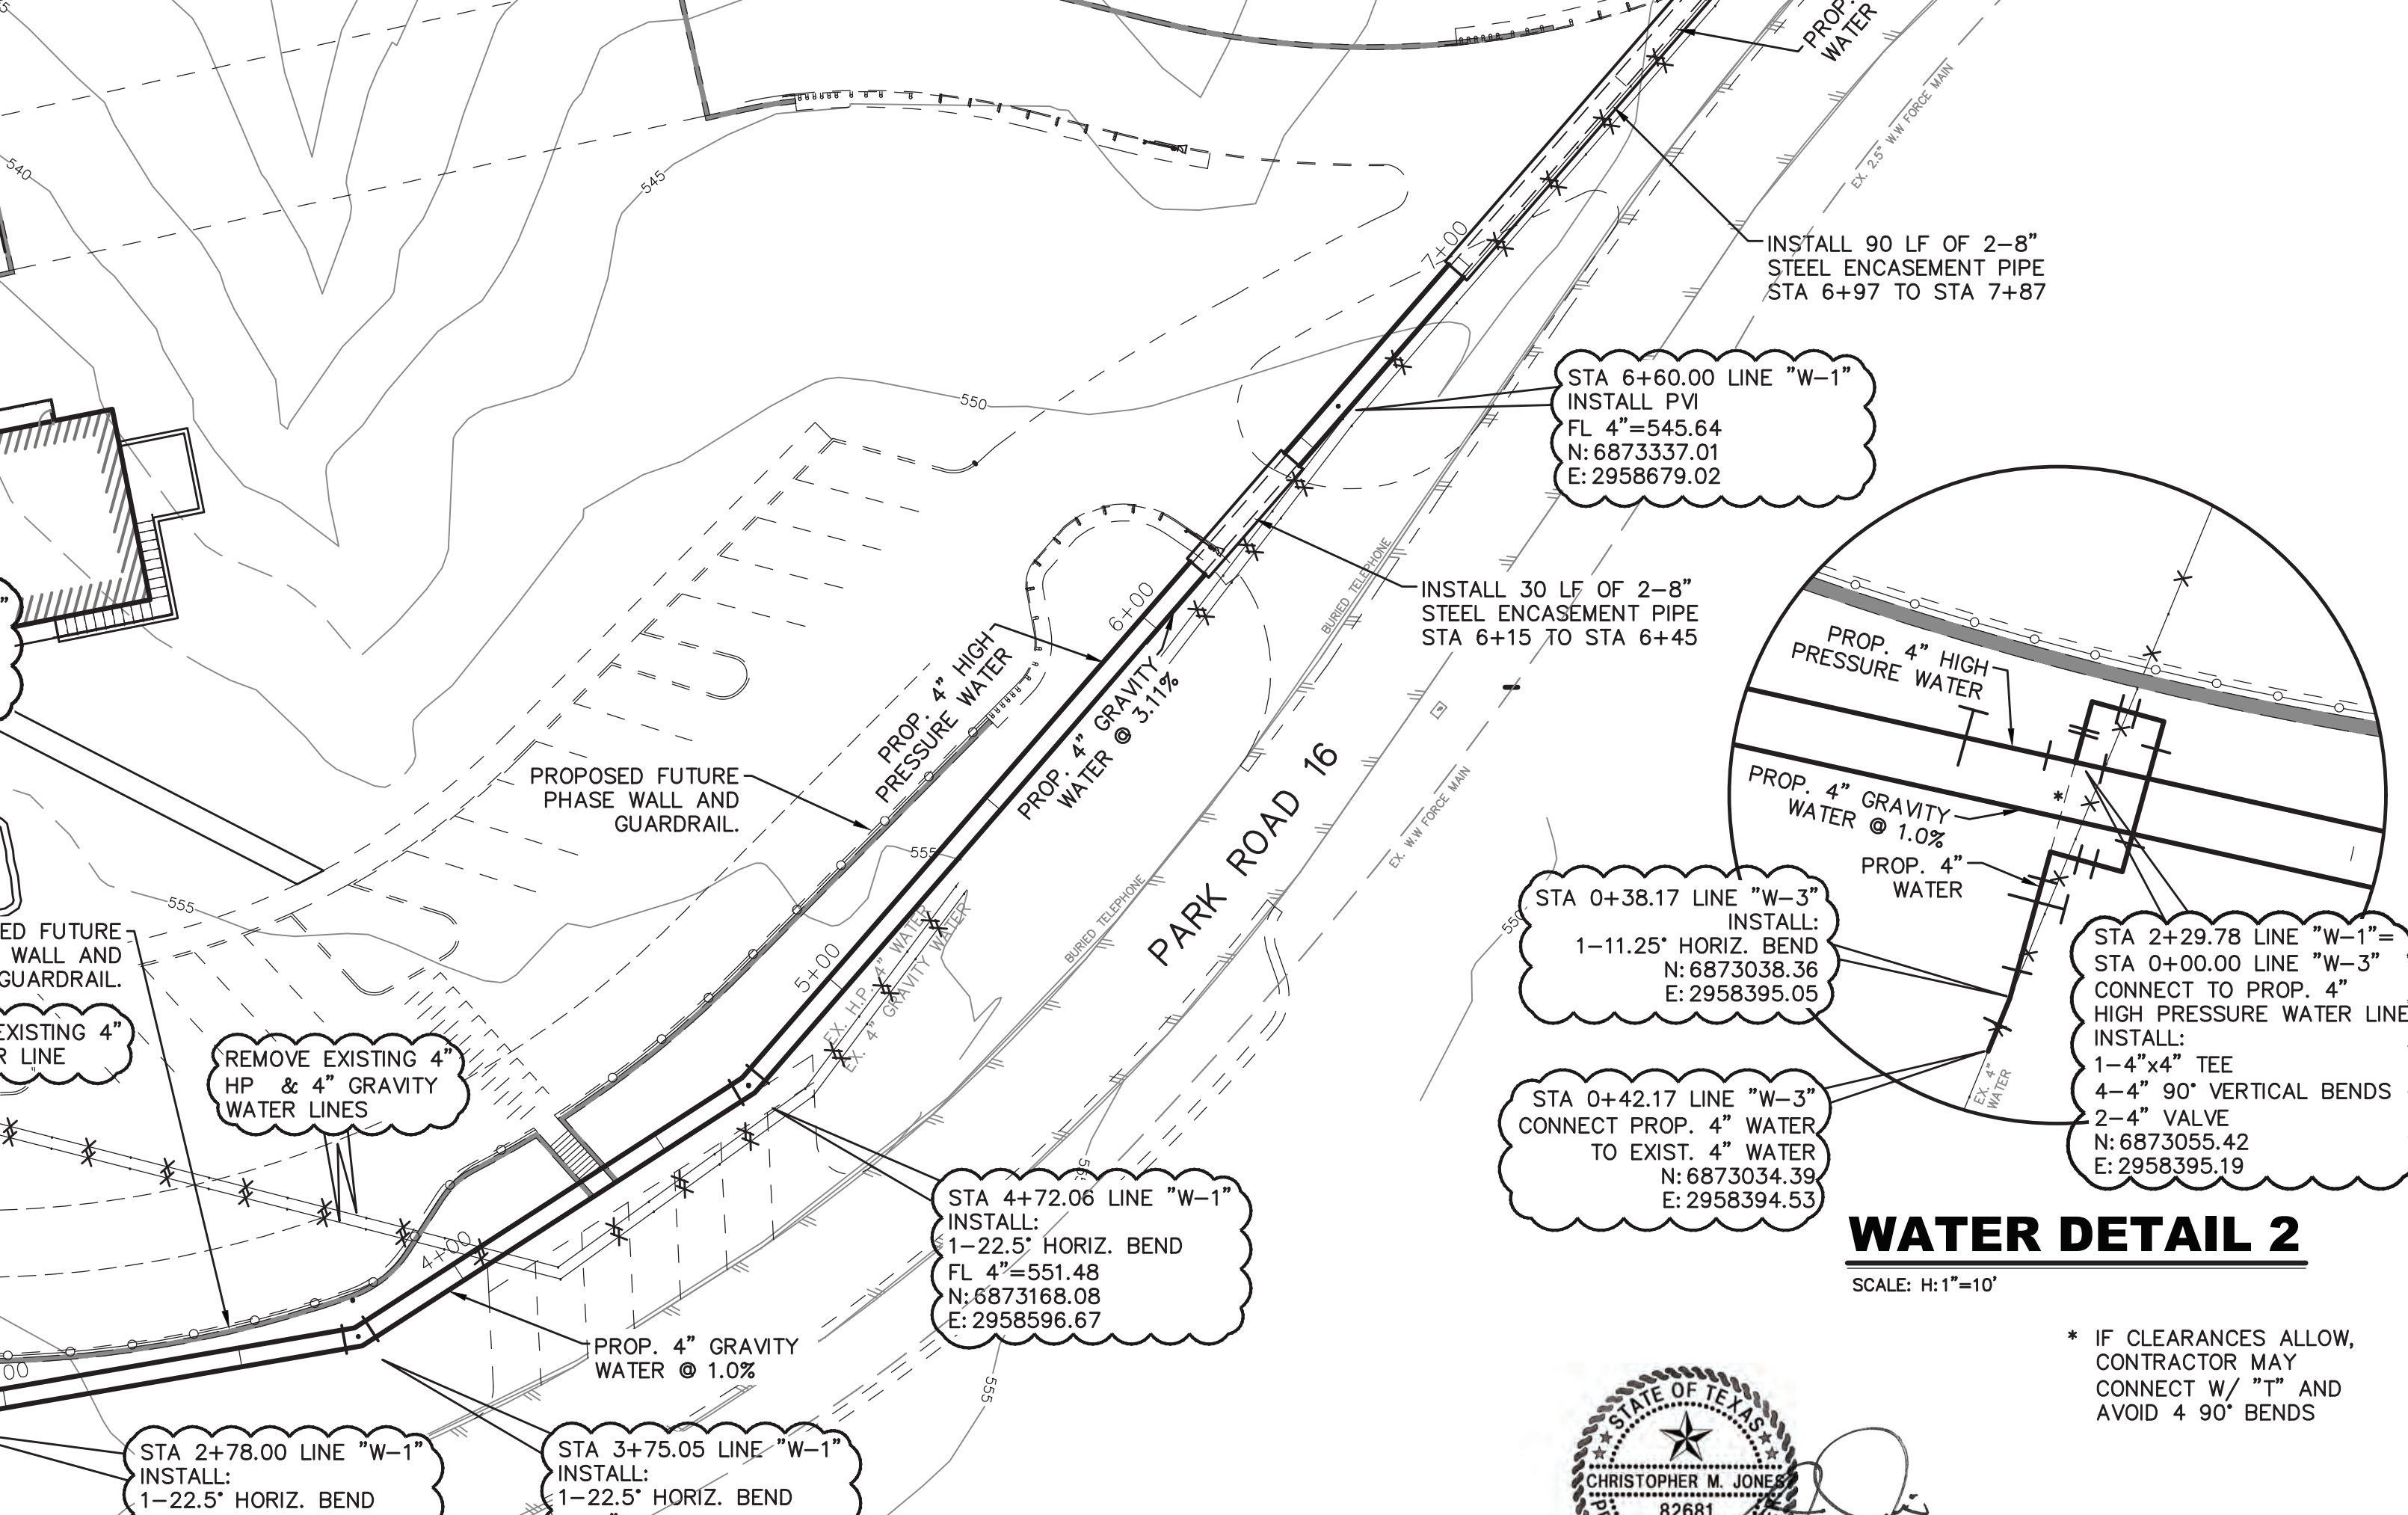 PROP.
WATER
EX. 2.5" W.W FORCE MAIN
540
545
7+00
INSTALL 90 LF OF 2-8"
STEEL ENCASEMENT PIPE
STA 6+97 TO STA 7+87
STA 6+60.00 LINE "W-1"
INSTALL PVI
FL 4"=545.64
N:6873337.01
E:2958679.02
550
BURIED TELEPHONE
INSTALL 30 LF OF 2-8"
STEEL ENCASEMENT PIPE
STA 6+15 TO STA 6+45
6+00
PROP. 4" HIGH
PRESSURE WATER
PROP. 4" GRAVITY
WATER @ 3.11%
PROPOSED FUTURE
PHASE WALL AND
GUARDRAIL.
PARK ROAD 16
EX. W.W FORCE MAIN
555
BURIED TELEPHONE
555
550
5+00
EX. H.P. 4" WATER
EX. 4" GRAVITY WATER
ED FUTURE
WALL AND
GUARDRAIL.
EXISTING 4"
R LINE
REMOVE EXISTING 4"
HP & 4" GRAVITY
WATER LINES
4+00
STA 4+72.06 LINE "W-1"
INSTALL:
1-22.5° HORIZ. BEND
FL 4"=551.48
N:6873168.08
E:2958596.67
PROP. 4" GRAVITY
WATER @ 1.0%
555
00
STA 2+78.00 LINE "W-1"
INSTALL:
1-22.5° HORIZ. BEND
STA 3+75.05 LINE "W-1"
INSTALL:
1-22.5° HORIZ. BEND
PROP. 4" HIGH
PRESSURE WATER
PROP. 4" GRAVITY
WATER @ 1.0%
*
PROP. 4"
WATER
STA 0+38.17 LINE "W-3"
INSTALL:
1-11.25° HORIZ. BEND
N:6873038.36
E:2958395.05
STA 0+42.17 LINE "W-3"
CONNECT PROP. 4" WATER
TO EXIST. 4" WATER
N:6873034.39
E:2958394.53
EX. 4"
WATER
STA 2+29.78 LINE "W-1"=
STA 0+00.00 LINE "W-3"
CONNECT TO PROP. 4"
HIGH PRESSURE WATER LINE
INSTALL:
1-4"x4" TEE
4-4" 90° VERTICAL BENDS
2-4" VALVE
N:6873055.42
E:2958395.19
WATER DETAIL 2
SCALE: H:1"=10'
* IF CLEARANCES ALLOW,
CONTRACTOR MAY
CONNECT W/ "T" AND
AVOID 4 90° BENDS
STATE OF TEXAS
CHRISTOPHER M. JONES
82681